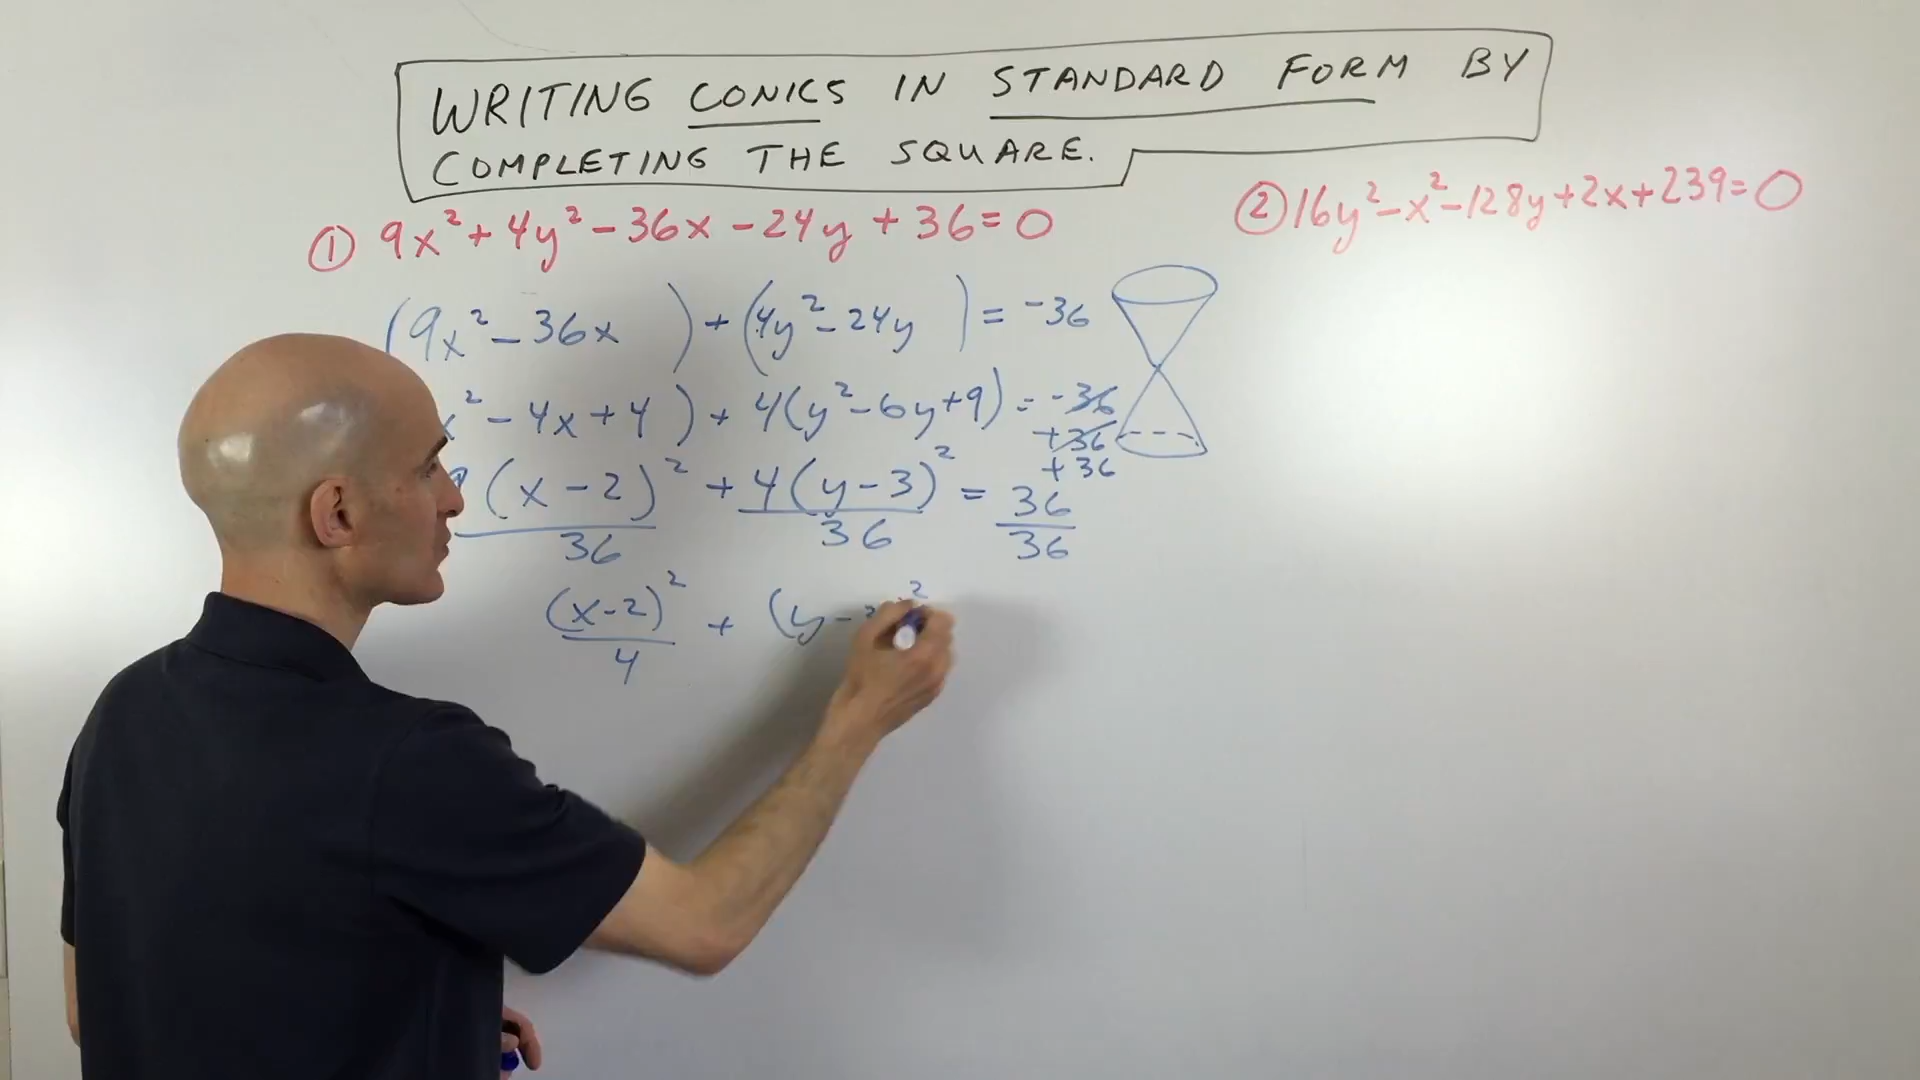 WRITING CONICS IN STANDARD FORM BY
COMPLETING THE SQUARE.
① 9x² + 4y² - 36x - 24y + 36 = 0
② 16y² - x² - 128y + 2x + 239 = 0
(9x² - 36x ) + (4y² - 24y ) = -36
x² - 4x + 4 ) + 4(y² - 6y + 9) = -36
+36
+36
(x - 2)² + 4(y - 3)² = 36
36 36 36
(x-2)² + (y - ²
4